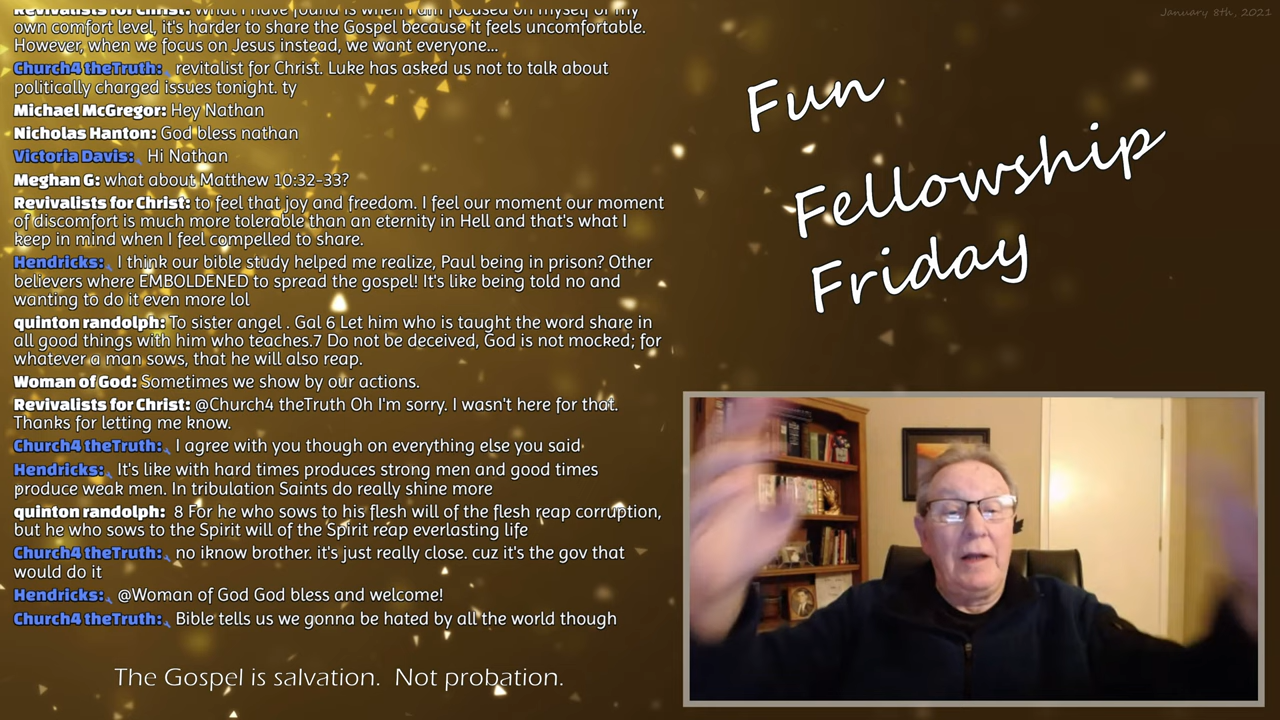 Revivalists for Christ: What I have found is when I am focused on myself or my
own comfort level, it's harder to share the Gospel because it feels uncomfortable.
However, when we focus on Jesus instead, we want everyone...
Church4 theTruth: revitalist for Christ. Luke has asked us not to talk about
politically charged issues tonight. ty
Michael McGregor: Hey Nathan
Nicholas Hanton: God bless nathan
Victoria Davis: Hi Nathan
Meghan G: what about Matthew 10:32-33?
Revivalists for Christ: to feel that joy and freedom. I feel our moment our moment
of discomfort is much more tolerable than an eternity in Hell and that's what I
keep in mind when I feel compelled to share.
Hendricks: I think our bible study helped me realize, Paul being in prison? Other
believers where EMBOLDENED to spread the gospel! It's like being told no and
wanting to do it even more lol
quinton randolph: To sister angel . Gal 6 Let him who is taught the word share in
all good things with him who teaches.7 Do not be deceived, God is not mocked; for
whatever a man sows, that he will also reap.
Woman of God: Sometimes we show by our actions.
Revivalists for Christ: @Church4 theTruth Oh I'm sorry. I wasn't here for that.
Thanks for letting me know.
Church4 theTruth: I agree with you though on everything else you said
Hendricks: It's like with hard times produces strong men and good times
produce weak men. In tribulation Saints do really shine more
quinton randolph: 8 For he who sows to his flesh will of the flesh reap corruption,
but he who sows to the Spirit will of the Spirit reap everlasting life
Church4 theTruth: no iknow brother. it's just really close. cuz it's the gov that
would do it
Hendricks: @Woman of God God bless and welcome!
Church4 theTruth: Bible tells us we gonna be hated by all the world though
The Gospel is salvation. Not probation.
January 8th, 2021
Fun
Fellowship
Friday